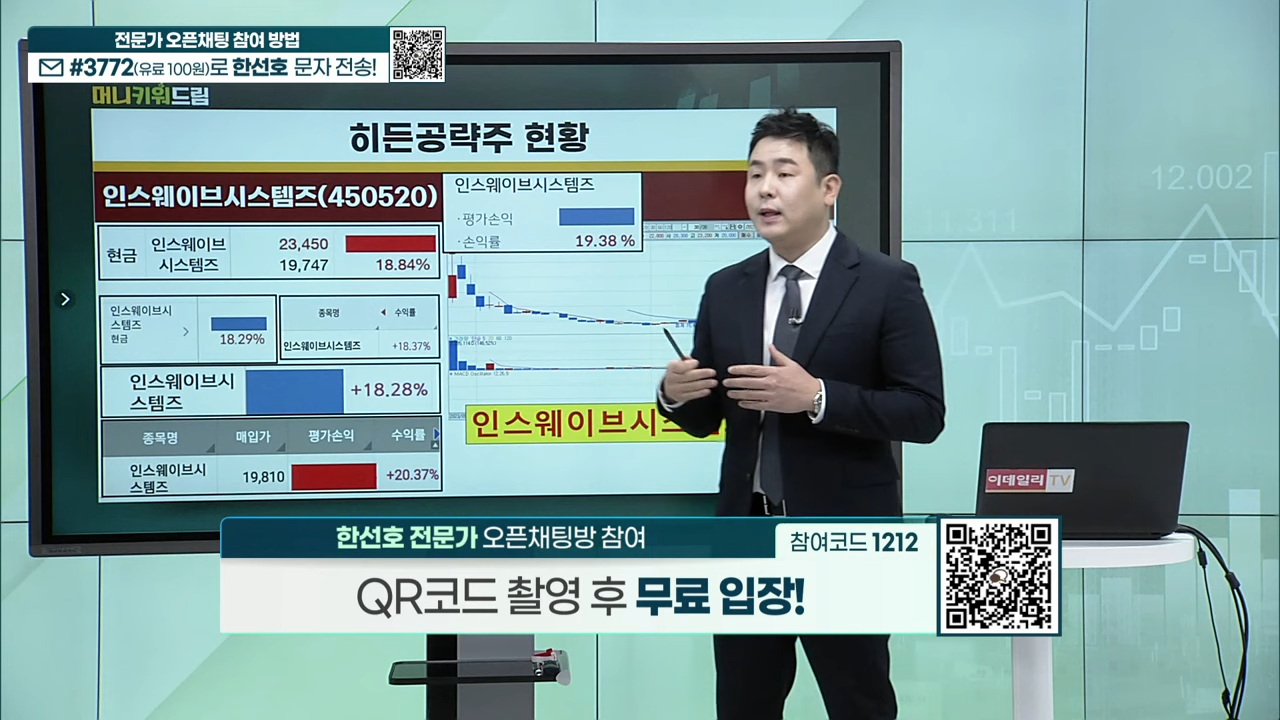 전문가 오픈채팅 참여 방법
#3772(유료 100원)로 한선호 문자 전송!
머니키워드림
히든공략주 현황
인스웨이브시스템즈(450520)
인스웨이브시스템즈
·평가손익
·손익률 19.38 %
현금 인스웨이브 23,450
시스템즈 19,747 18.84%
인스웨이브시
스템즈
현금 18.29%
종목명 수익률
인스웨이브시스템즈 +18.37%
인스웨이브시
스템즈 +18.28%
종목명 매입가 평가손익 수익률
인스웨이브시
스템즈 19,810 +20.37%
인스웨이브시스
12.002
이데일리TV
한선호 전문가 오픈채팅방 참여
참여코드 1212
QR코드 촬영 후 무료 입장!